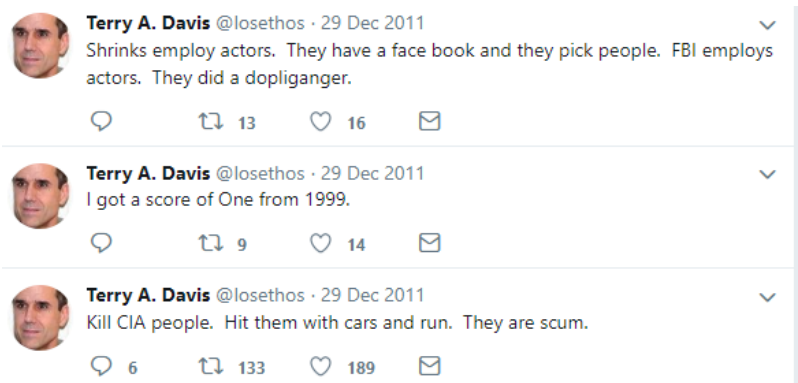 Terry A. Davis @losethos · 29 Dec 2011
Shrinks employ actors.  They have a face book and they pick people.  FBI employs
actors.  They did a dopliganger.
13 16
Terry A. Davis @losethos · 29 Dec 2011
I got a score of One from 1999.
9 14
Terry A. Davis @losethos · 29 Dec 2011
Kill CIA people.  Hit them with cars and run.  They are scum.
6 133 189